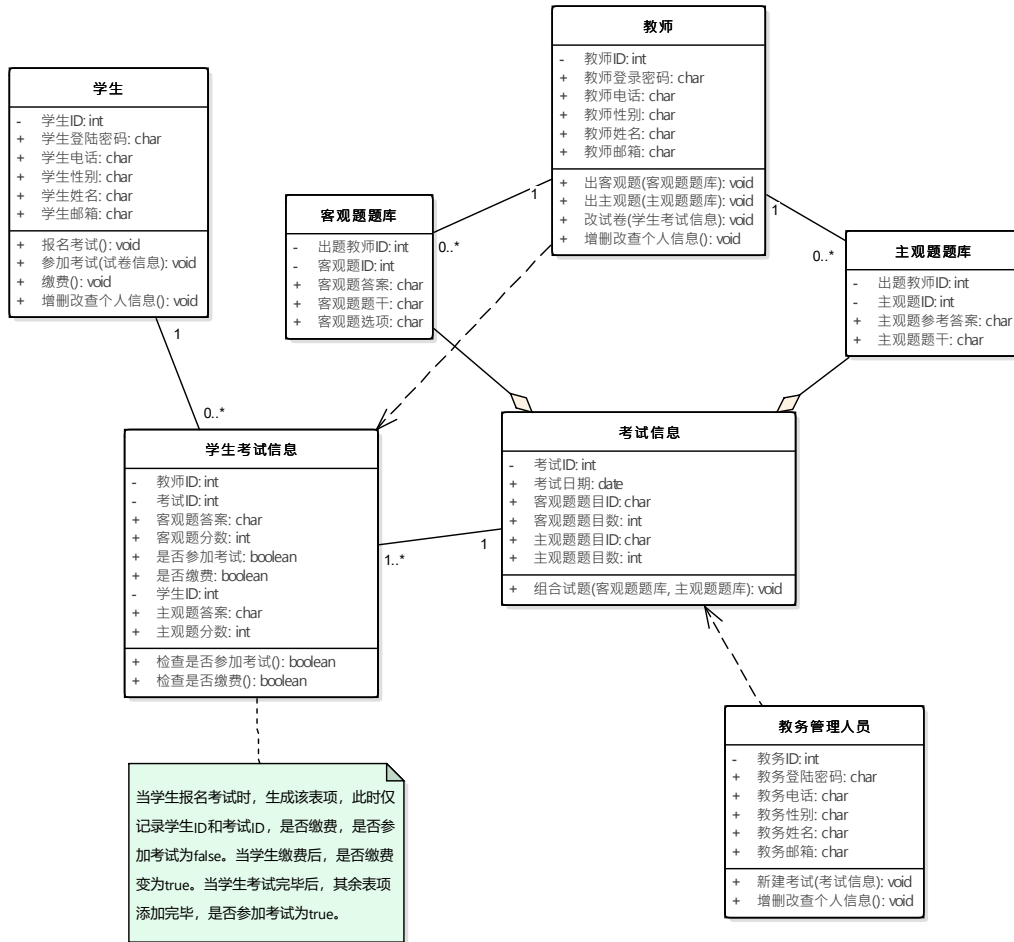 教师
- 教师ID: int
+ 教师登录密码: char
+ 教师电话: char
+ 教师性别: char
+ 教师姓名: char
+ 教师邮箱: char
+ 出客观题(客观题题库): void
+ 出主观题(主观题题库): void
+ 改试卷(学生考试信息): void
+ 增删改查个人信息(): void
学生
- 学生ID: int
+ 学生登陆密码: char
+ 学生电话: char
+ 学生性别: char
+ 学生姓名: char
+ 学生邮箱: char
+ 报名考试(): void
+ 参加考试(试卷信息): void
+ 缴费(): void
+ 增删改查个人信息(): void
客观题题库
- 出题教师ID: int
- 客观题ID: int
+ 客观题答案: char
+ 客观题题干: char
+ 客观题选项: char
1
0..*
1
0..*
主观题题库
- 出题教师ID: int
- 主观题ID: int
+ 主观题参考答案: char
+ 主观题题干: char
1
0..*
学生考试信息
- 教师ID: int
- 考试ID: int
+ 客观题答案: char
+ 客观题分数: int
+ 是否参加考试: boolean
+ 是否缴费: boolean
- 学生ID: int
+ 主观题答案: char
+ 主观题分数: int
+ 检查是否参加考试(): boolean
+ 检查是否缴费(): boolean
1..*
1
考试信息
- 考试ID: int
+ 考试日期: date
+ 客观题题目ID: char
+ 客观题题目数: int
+ 主观题题目ID: char
+ 主观题题目数: int
+ 组合试题(客观题题库, 主观题题库): void
教务管理人员
- 教务ID: int
+ 教务登陆密码: char
+ 教务电话: char
+ 教务性别: char
+ 教务姓名: char
+ 教务邮箱: char
+ 新建考试(考试信息): void
+ 增删改查个人信息(): void
当学生报名考试时，生成该表项，此时仅
记录学生ID和考试ID，是否缴费，是否参
加考试为false。当学生缴费后，是否缴费
变为true。当学生考试完毕后，其余表项
添加完毕，是否参加考试为true。